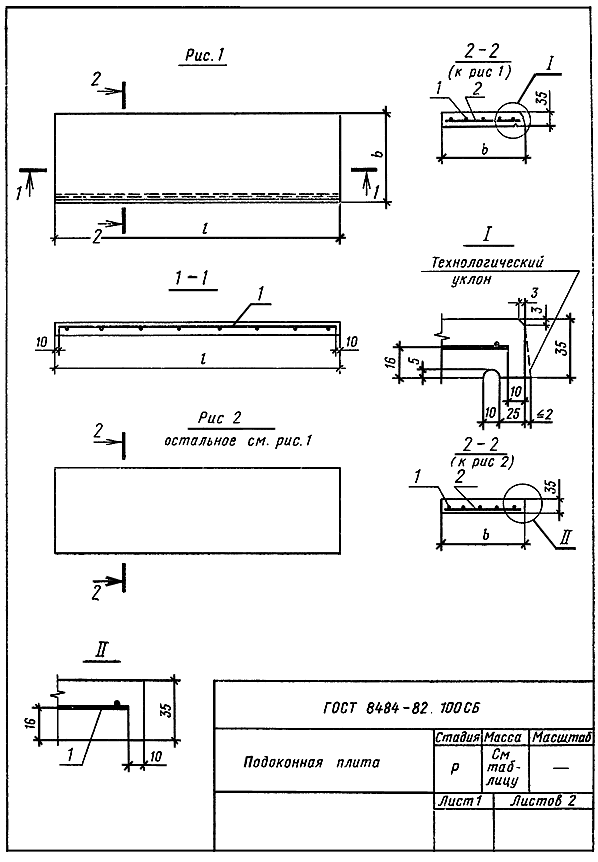 Рис. 1
2
2
1
1
b
l
2-2
(к рис 1)
I
1
2
35
b
1-1
1
10
10
l
I
Технологический
уклон
3
3
35
16
5
10
10
25
≤2
Рис 2
остальное см. рис. 1
2
2
2-2
(к рис 2)
1
2
35
b
II
II
16
35
1
10
ГОСТ 8484-82. 100СБ
Подоконная плита
Стадия Масса Масштаб
Р
См
таб-
лицу
—
Лист 1
Листов 2